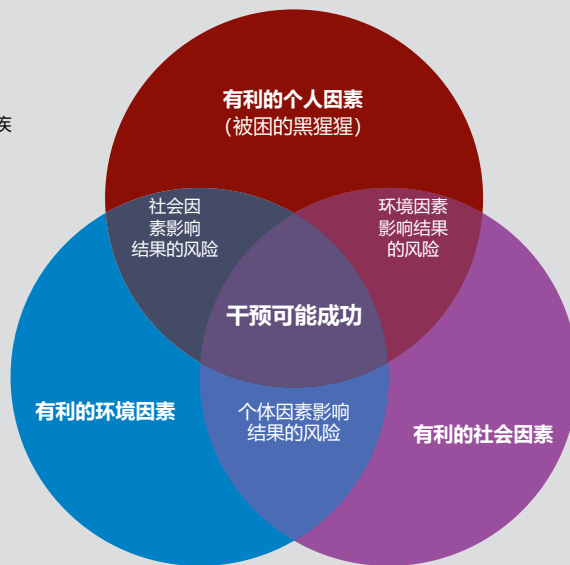 有利的个人因素
（被困的黑猩猩）
疾
社会因
素影响
结果的风险
环境因素
影响结果
的风险
干预可能成功
有利的环境因素
个体因素影响
结果的风险
有利的社会因素